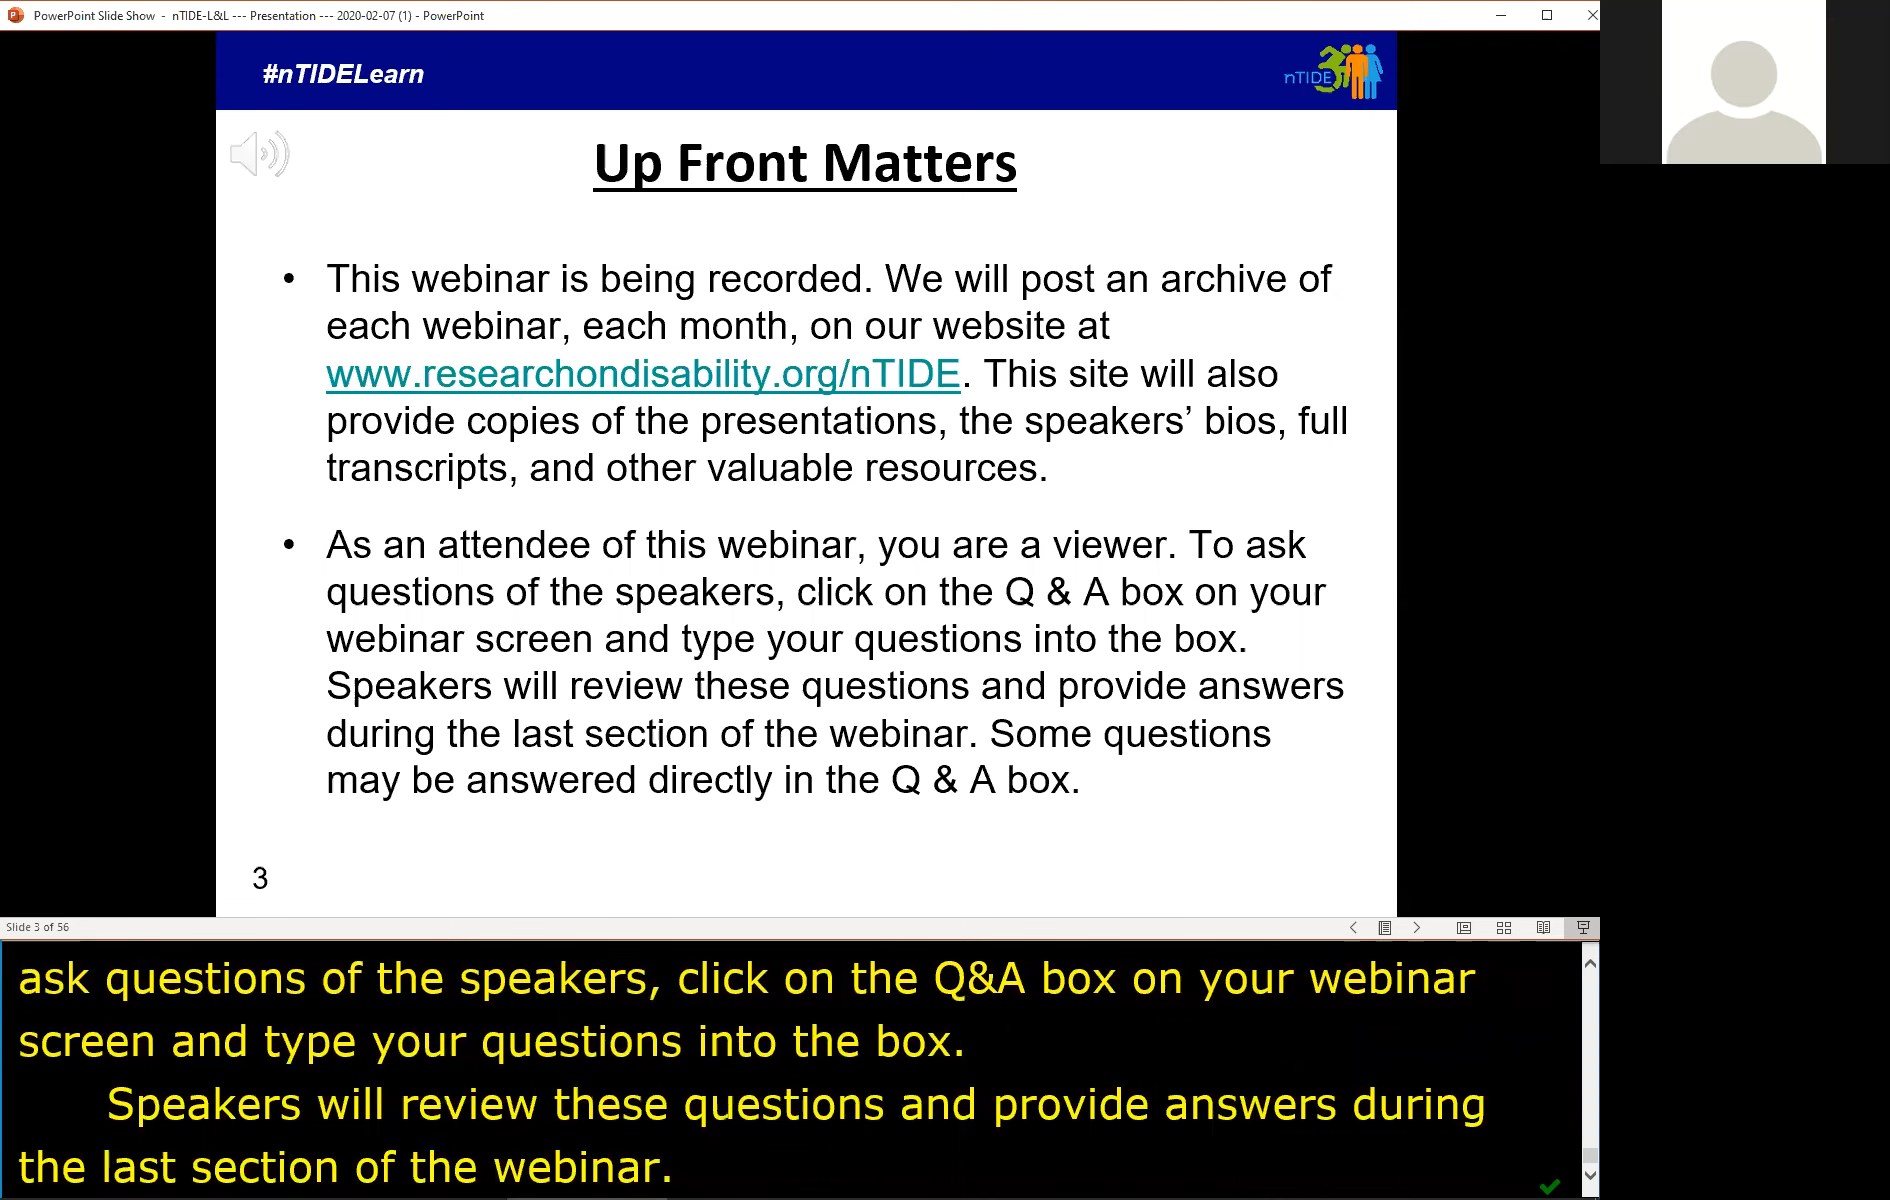 PowerPoint Slide Show - nTIDE-L&L --- Presentation --- 2020-02-07 (1) - PowerPoint
#nTIDELearn
nTIDE
Up Front Matters
• This webinar is being recorded. We will post an archive of
each webinar, each month, on our website at
www.researchondisability.org/nTIDE. This site will also
provide copies of the presentations, the speakers’ bios, full
transcripts, and other valuable resources.
• As an attendee of this webinar, you are a viewer. To ask
questions of the speakers, click on the Q & A box on your
webinar screen and type your questions into the box.
Speakers will review these questions and provide answers
during the last section of the webinar. Some questions
may be answered directly in the Q & A box.
3
Slide 3 of 56
ask questions of the speakers, click on the Q&A box on your webinar
screen and type your questions into the box.
Speakers will review these questions and provide answers during
the last section of the webinar.